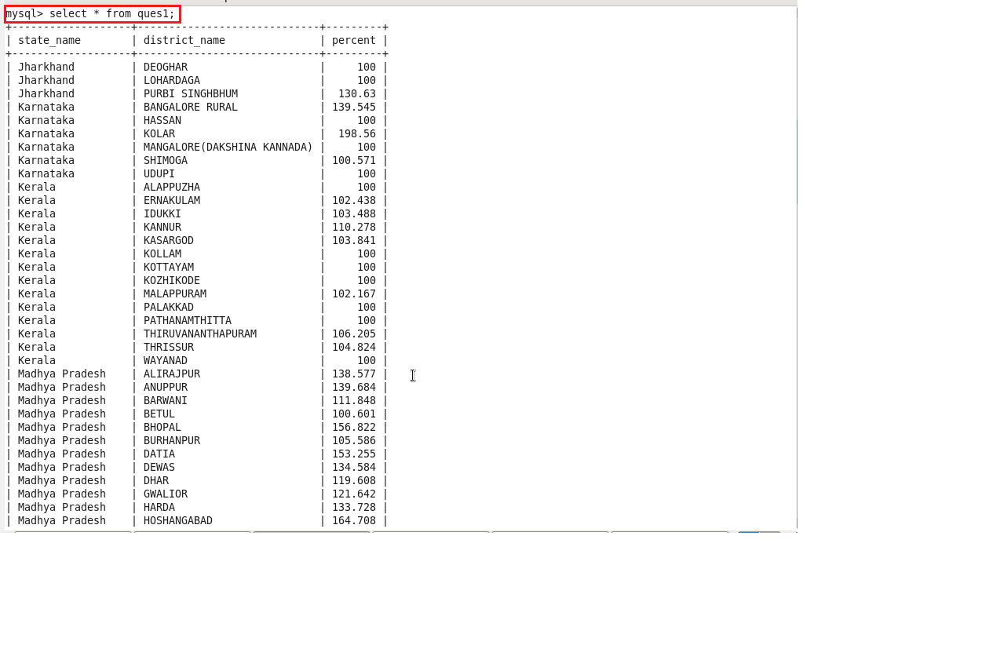 mysql> select * from ques1;
+-------------------+-----------------------------+---------+
| state_name        | district_name               | percent |
+-------------------+-----------------------------+---------+
| Jharkhand         | DEOGHAR                     |     100 |
| Jharkhand         | LOHARDAGA                   |     100 |
| Jharkhand         | PURBI SINGHBHUM             |  130.63 |
| Karnataka         | BANGALORE RURAL             | 139.545 |
| Karnataka         | HASSAN                      |     100 |
| Karnataka         | KOLAR                       |  198.56 |
| Karnataka         | MANGALORE(DAKSHINA KANNADA) |     100 |
| Karnataka         | SHIMOGA                     | 100.571 |
| Karnataka         | UDUPI                       |     100 |
| Kerala            | ALAPPUZHA                   |     100 |
| Kerala            | ERNAKULAM                   | 102.438 |
| Kerala            | IDUKKI                      | 103.488 |
| Kerala            | KANNUR                      | 110.278 |
| Kerala            | KASARGOD                    | 103.841 |
| Kerala            | KOLLAM                      |     100 |
| Kerala            | KOTTAYAM                    |     100 |
| Kerala            | KOZHIKODE                   |     100 |
| Kerala            | MALAPPURAM                  | 102.167 |
| Kerala            | PALAKKAD                    |     100 |
| Kerala            | PATHANAMTHITTA              |     100 |
| Kerala            | THIRUVANANTHAPURAM          | 106.205 |
| Kerala            | THRISSUR                    | 104.824 |
| Kerala            | WAYANAD                     |     100 |
| Madhya Pradesh    | ALIRAJPUR                   | 138.577 |
| Madhya Pradesh    | ANUPPUR                     | 139.684 |
| Madhya Pradesh    | BARWANI                     | 111.848 |
| Madhya Pradesh    | BETUL                       | 100.601 |
| Madhya Pradesh    | BHOPAL                      | 156.822 |
| Madhya Pradesh    | BURHANPUR                   | 105.586 |
| Madhya Pradesh    | DATIA                       | 153.255 |
| Madhya Pradesh    | DEWAS                       | 134.584 |
| Madhya Pradesh    | DHAR                        | 119.608 |
| Madhya Pradesh    | GWALIOR                     | 121.642 |
| Madhya Pradesh    | HARDA                       | 133.728 |
| Madhya Pradesh    | HOSHANGABAD                 | 164.708 |